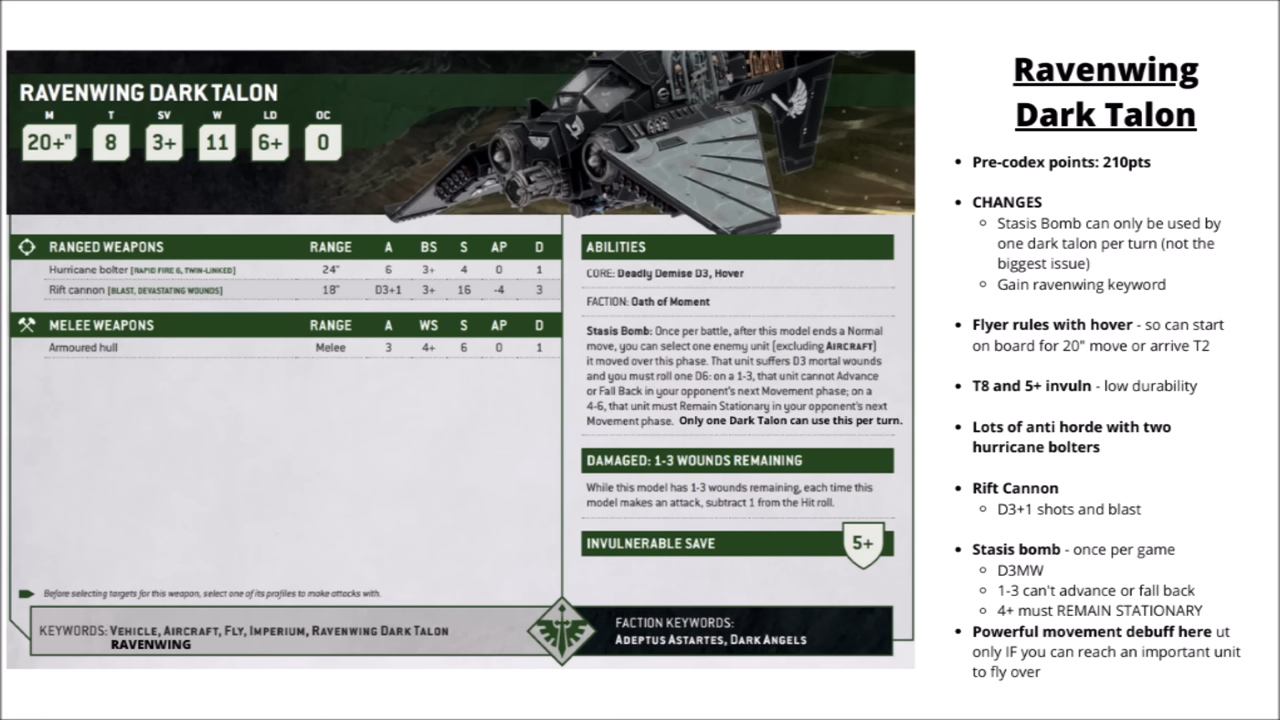 RAVENWING DARK TALON
M T SV W LD OC
20+" 8 3+ 11 6+ 0
RANGED WEAPONS RANGE A BS S AP D
Hurricane bolter [RAPID FIRE 6, TWIN-LINKED] 24" 6 3+ 4 0 1
Rift cannon [BLAST, DEVASTATING WOUNDS] 18" D3+1 3+ 16 -4 3
MELEE WEAPONS RANGE A WS S AP D
Armoured hull Melee 3 4+ 6 0 1
Before selecting targets for this weapon, select one of its profiles to make attacks with.
KEYWORDS: VEHICLE, AIRCRAFT, FLY, IMPERIUM, RAVENWING DARK TALON
RAVENWING
ABILITIES
CORE: Deadly Demise D3, Hover
FACTION: Oath of Moment
Stasis Bomb: Once per battle, after this model ends a Normal
move, you can select one enemy unit [excluding AIRCRAFT]
it moved over this phase. That unit suffers D3 mortal wounds
and you must roll one D6: on a 1-3, that unit cannot Advance
or Fall Back in your opponent's next Movement phase; on a
4-6, that unit must Remain Stationary in your opponent's next
Movement phase. Only one Dark Talon can use this per turn.
DAMAGED: 1-3 WOUNDS REMAINING
While this model has 1-3 wounds remaining, each time this
model makes an attack, subtract 1 from the Hit roll.
INVULNERABLE SAVE 5+
FACTION KEYWORDS:
ADEPTUS ASTARTES, DARK ANGELS
Ravenwing
Dark Talon
• Pre-codex points: 210pts
• CHANGES
◦ Stasis Bomb can only be used by
one dark talon per turn (not the
biggest issue)
◦ Gain ravenwing keyword
• Flyer rules with hover - so can start
on board for 20" move or arrive T2
• T8 and 5+ invuln - low durability
• Lots of anti horde with two
hurricane bolters
• Rift Cannon
◦ D3+1 shots and blast
• Stasis bomb - once per game
◦ D3MW
◦ 1-3 can't advance or fall back
◦ 4+ must REMAIN STATIONARY
• Powerful movement debuff here ut
only IF you can reach an important unit
to fly over